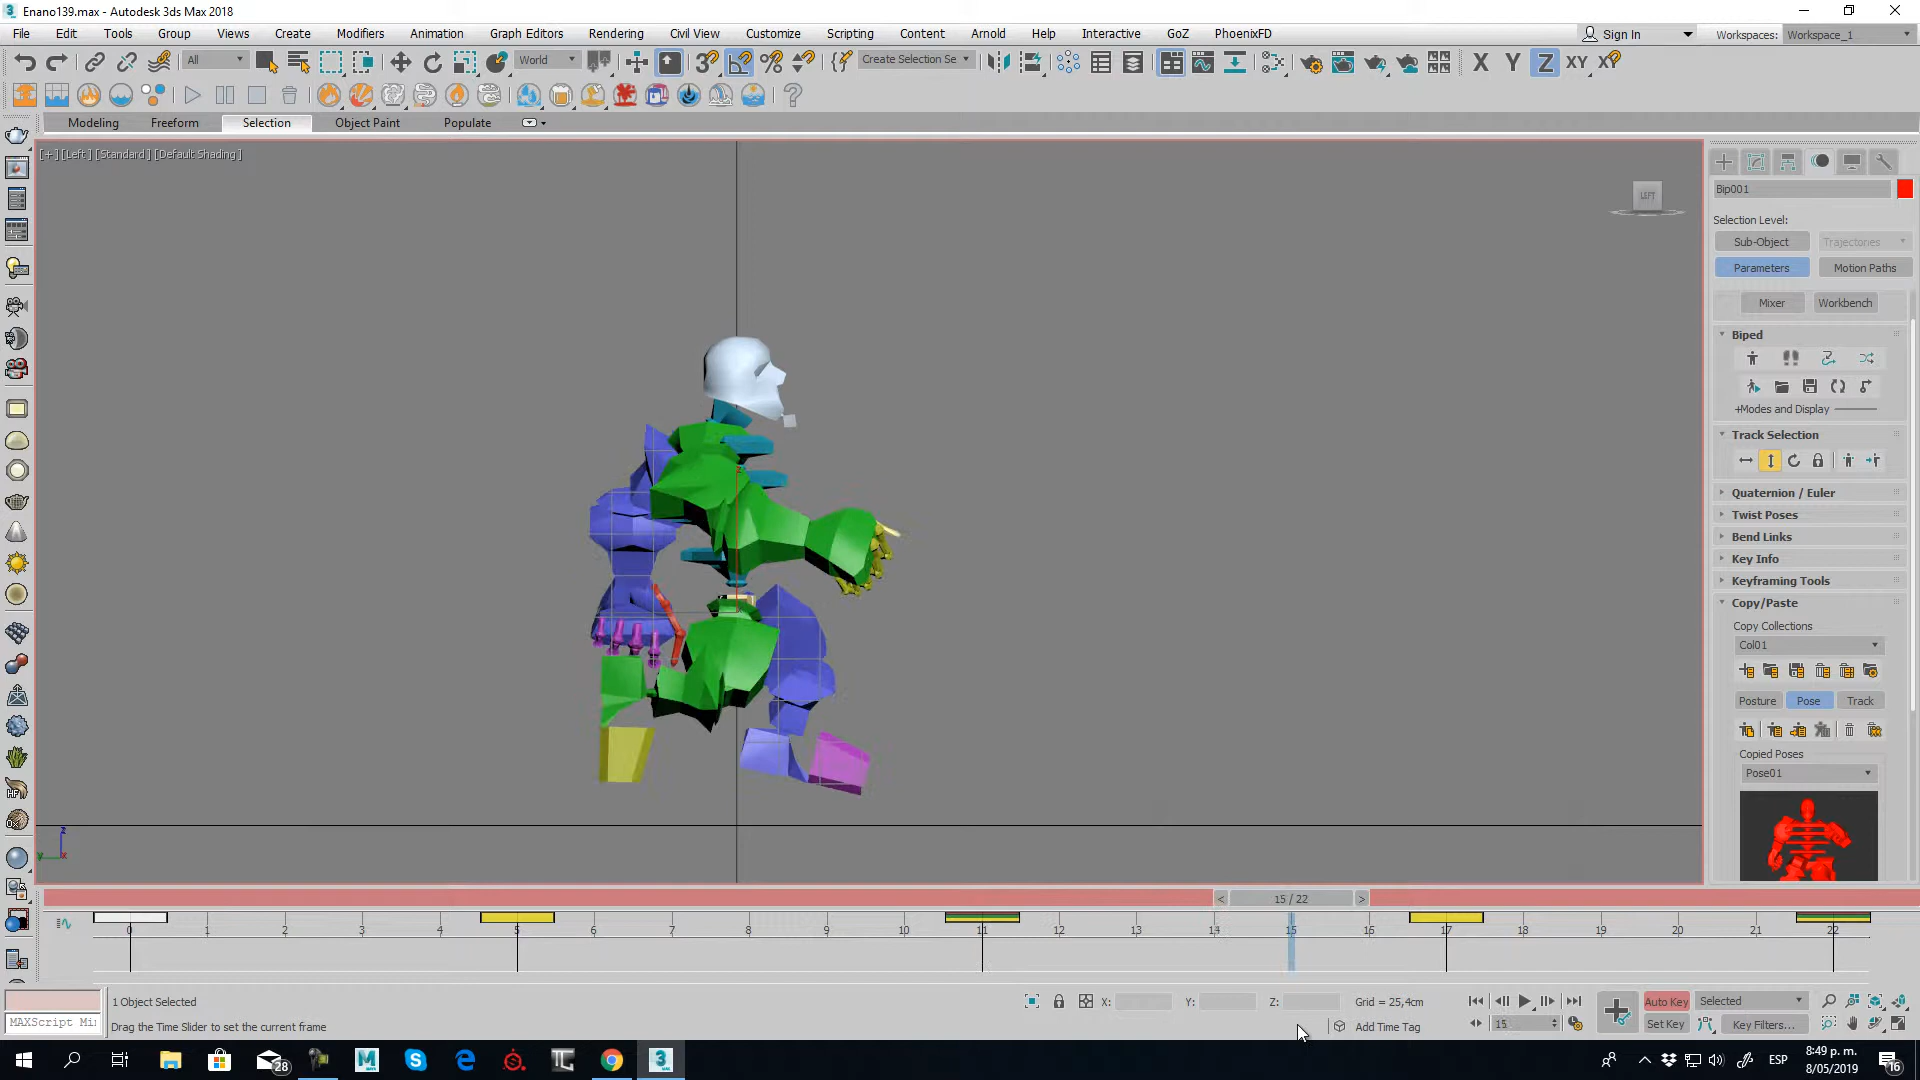 Enano139.max - Autodesk 3ds Max 2018
File Edit Tools Group Views Create Modifiers Animation Graph Editors Rendering Civil View Customize Scripting Content Arnold Help Interactive GoZ PhoenixFD Sign In Workspaces: Workspace_1
All World Create Selection Se X Y Z XY XY
Modeling Freeform Selection Object Paint Populate
[+] [Left] [Standard] [Default Shading]
LEFT
Bip001
Selection Level:
Sub-Object Trajectories
Parameters Motion Paths
Mixer Workbench
Biped
+Modes and Display
Track Selection
Quaternion / Euler
Twist Poses
Bend Links
Key Info
Keyframing Tools
Copy/Paste
Copy Collections
Col01
Posture Pose Track
Copied Poses
Pose01
z
y x
< 15 / 22 >
0 1 2 3 4 5 6 7 8 9 10 11 12 13 14 15 16 17 18 19 20 21 22
1 Object Selected X: Y: Z: Grid = 25,4cm Auto Key Selected
MAXScript Mi Drag the Time Slider to set the current frame Add Time Tag 15 Set Key Key Filters...
28 ESP 8:49 p. m.
8/05/2019 16